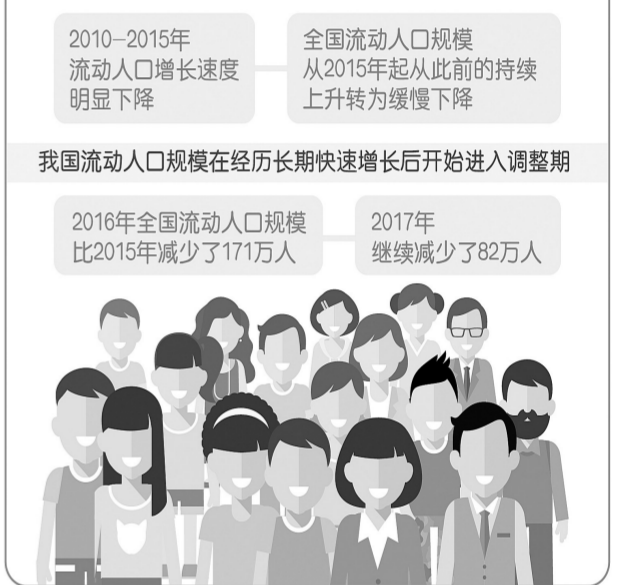 2010-2015年
流动人口增长速度
明显下降
全国流动人口规模
从2015年起从此前的持续
上升转为缓慢下降
我国流动人口规模在经历长期快速增长后开始进入调整期
2016年全国流动人口规模
比2015年减少了171万人
2017年
继续减少了82万人